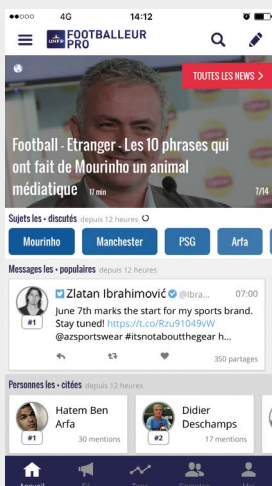 4G 14:12
UNFP FOOTBALLEUR
PRO
TOUTES LES NEWS >
Football - Etranger - Les 10 phrases qui
ont fait de Mourinho un animal
médiatique 17 min 7/14
Sujets les + discutés depuis 12 heures
Mourinho Manchester PSG Arfa
Messages les + populaires depuis 12 heures
Zlatan Ibrahimović @Ibra... 07:00
June 7th marks the start for my sports brand.
Stay tuned! https://t.co/Rzu91049vW
@azsportswear #itsnotaboutthegear h...
#1
350 partages
Personnes les + citées depuis 12 heures
Hatem Ben
Arfa
#1 30 mentions
Didier
Deschamps
#2 17 mentions